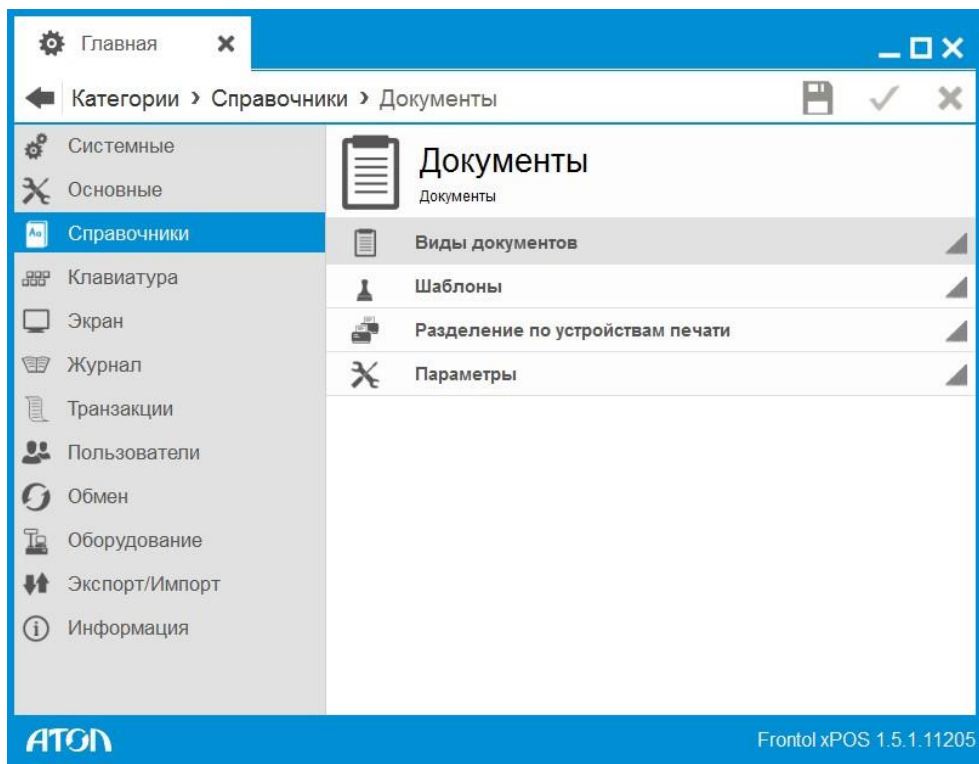 Главная
Категории › Справочники › Документы
Системные
Основные
Справочники
Клавиатура
Экран
Журнал
Транзакции
Пользователи
Обмен
Оборудование
Экспорт/Импорт
Информация
Документы
Документы
Виды документов
Шаблоны
Разделение по устройствам печати
Параметры
АТОЛ
Frontol xPOS 1.5.1.11205